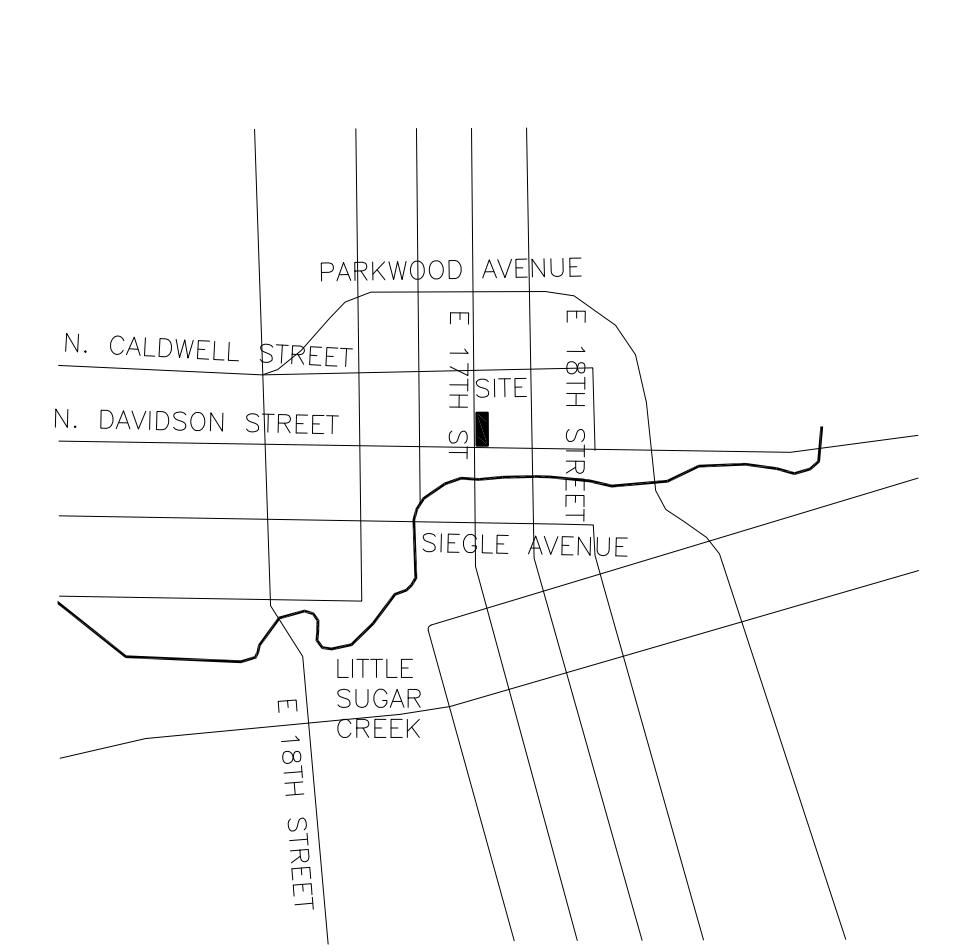 PARKWOOD AVENUE
N. CALDWELL STREET
E 17TH ST
E 18TH STREET
SITE
N. DAVIDSON STREET
SIEGLE AVENUE
LITTLE
SUGAR
CREEK
E 18TH STREET